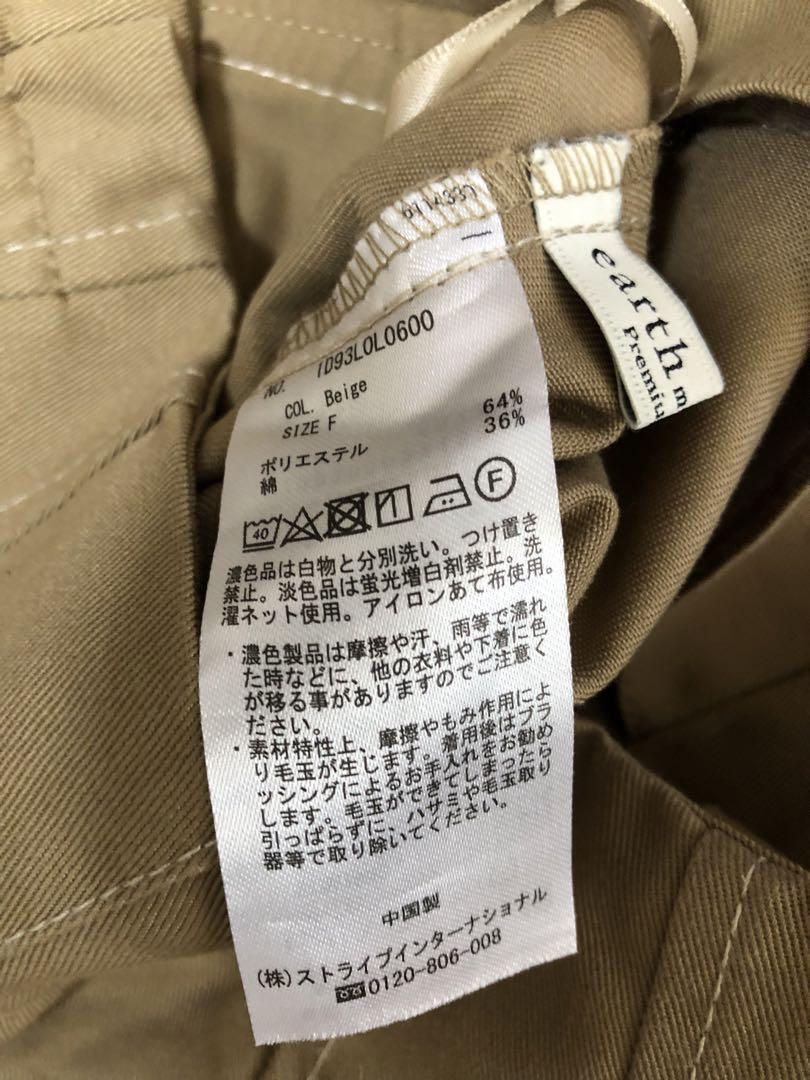 NO. ID93L0L0600
COL. Beige
SIZE F
ポリエステル 64%
綿 36%
40 F
濃色品は白物と分別洗い。つけ置き
禁止。淡色品は蛍光増白剤禁止。洗
濯ネット使用。アイロンあて布使用。
・濃色製品は摩擦や汗、雨等で濡れ
た時などに、他の衣料や下着に色
が移る事がありますのでご注意く
ださい。
・素材特性上、摩擦やもみ作用によ
り毛玉が生じます。着用後はブラ
ッシングによるお手入れをお勧め
します。毛玉ができてしまったら
引っぱらずに、ハサミや毛玉取り
器等で取り除いてください。
中国製
(株)ストライプインターナショナル
0120-806-008
earth m
Premiu